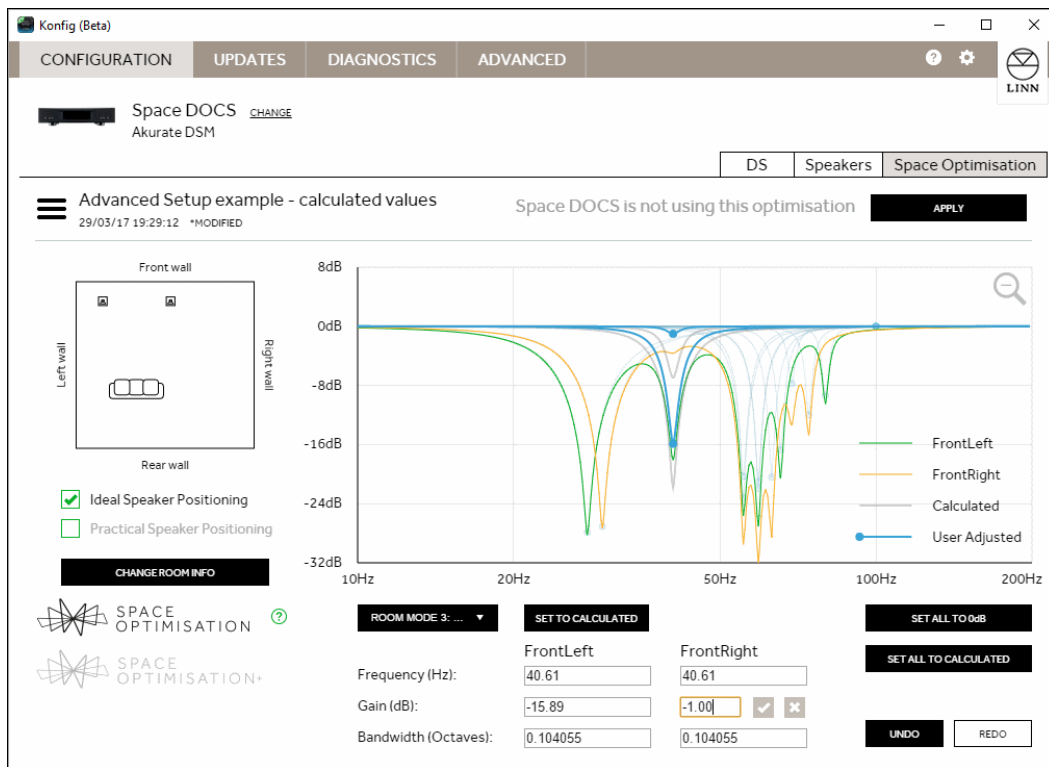 Konfig (Beta)
CONFIGURATION UPDATES DIAGNOSTICS ADVANCED
?
LINN
Space DOCS CHANGE
Akurate DSM
DS Speakers Space Optimisation
Advanced Setup example - calculated values
29/03/17 19:29:12 *MODIFIED
Space DOCS is not using this optimisation
APPLY
Front wall
Left wall
Right wall
Rear wall
Ideal Speaker Positioning
Practical Speaker Positioning
CHANGE ROOM INFO
SPACE
OPTIMISATION
?
SPACE
OPTIMISATION+
8dB
0dB
-8dB
-16dB
-24dB
-32dB
10Hz 20Hz 50Hz 100Hz 200Hz
FrontLeft
FrontRight
Calculated
User Adjusted
ROOM MODE 3: ... SET TO CALCULATED SET ALL TO 0dB
SET ALL TO CALCULATED
FrontLeft FrontRight
Frequency (Hz): 40.61 40.61
Gain (dB): -15.89 -1.00
Bandwidth (Octaves): 0.104055 0.104055
UNDO REDO